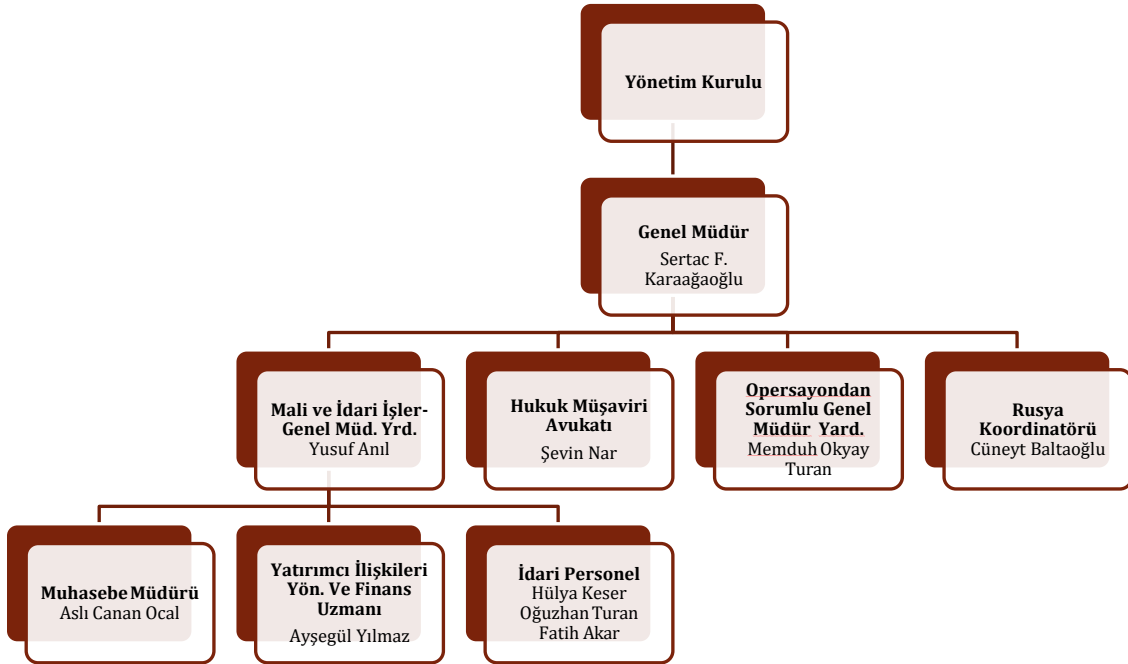 Yönetim Kurulu
Genel Müdür
Sertac F.
Karaağaoğlu
Mali ve İdari İşler-
Genel Müd. Yrd.
Yusuf Anıl
Hukuk Müşaviri
Avukatı
Şevin Nar
Opersayondan
Sorumlu Genel
Müdür Yard.
Memduh Okyay
Turan
Rusya
Koordinatörü
Cüneyt Baltaoğlu
Muhasebe Müdürü
Aslı Canan Ocal
Yatırımcı İlişkileri
Yön. Ve Finans
Uzmanı
Ayşegül Yılmaz
İdari Personel
Hülya Keser
Oğuzhan Turan
Fatih Akar